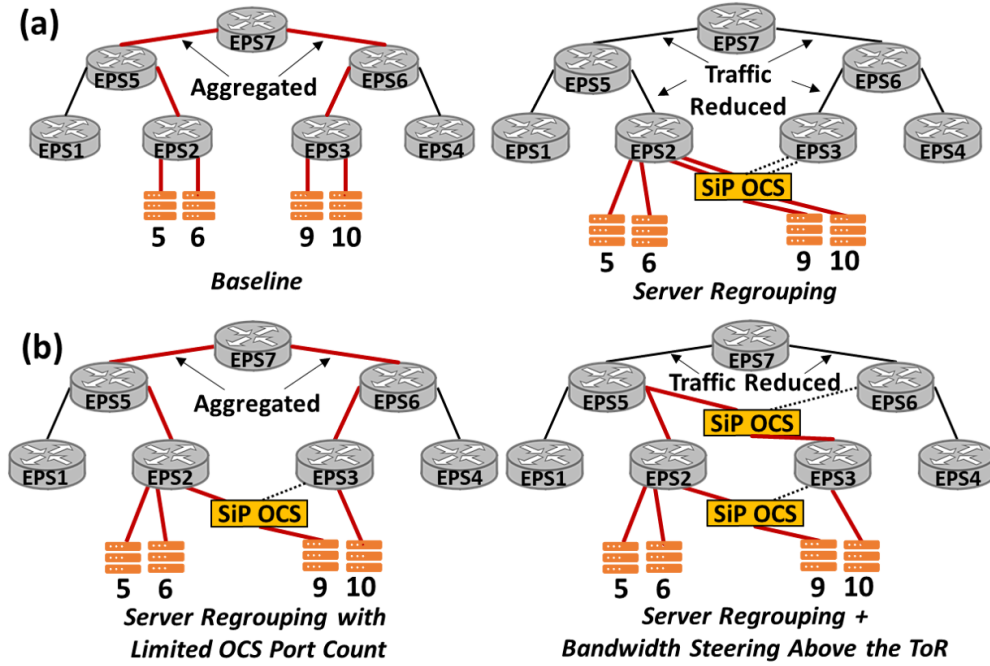 (a)
EPS7
Aggregated
EPS5
EPS6
EPS1
EPS2
EPS3
EPS4
5
6
9
10
Baseline
EPS7
Traffic
Reduced
EPS5
EPS6
EPS1
EPS2
EPS3
EPS4
SiP OCS
5
6
9
10
Server Regrouping
(b)
EPS7
Aggregated
EPS5
EPS6
EPS1
EPS2
EPS3
EPS4
SiP OCS
5
6
9
10
Server Regrouping with
Limited OCS Port Count
EPS7
Traffic Reduced
EPS5
EPS6
SiP OCS
EPS1
EPS2
EPS3
EPS4
SiP OCS
5
6
9
10
Server Regrouping +
Bandwidth Steering Above the ToR